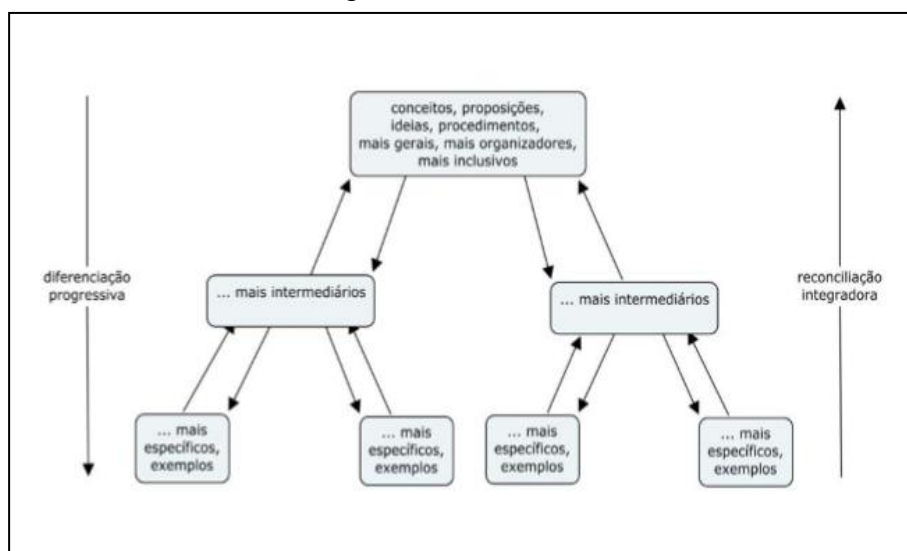 conceitos, proposições,
ideias, procedimentos,
mais gerais, mais organizadores,
mais inclusivos
diferenciação
progressiva
... mais intermediários
... mais intermediários
reconciliação
integradora
... mais
específicos,
exemplos
... mais
específicos,
exemplos
... mais
específicos,
exemplos
... mais
específicos,
exemplos